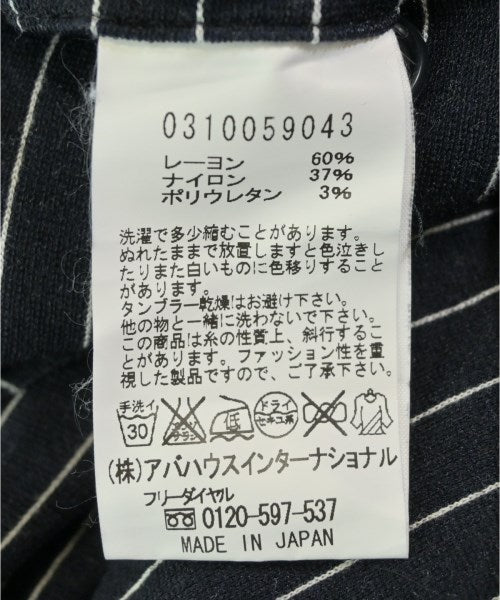 0310059043
レーヨン 60%
ナイロン 37%
ポリウレタン 3%
洗濯で多少縮むことがあります。
ぬれたままで放置しますと色泣きし
たりまた白いものに色移りすること
があります。
タンブラー乾燥はお避け下さい。
他の物と一緒に洗わないで下さい。
この商品は糸の性質上、斜行するこ
とがあります。ファッション性を重
視した製品ですので、ご了承下さい。
手洗イ 30 エンソサラシ 低 ドライ セキユ系
(株)アバハウスインターナショナル
フリーダイヤル
0120-597-537
MADE IN JAPAN